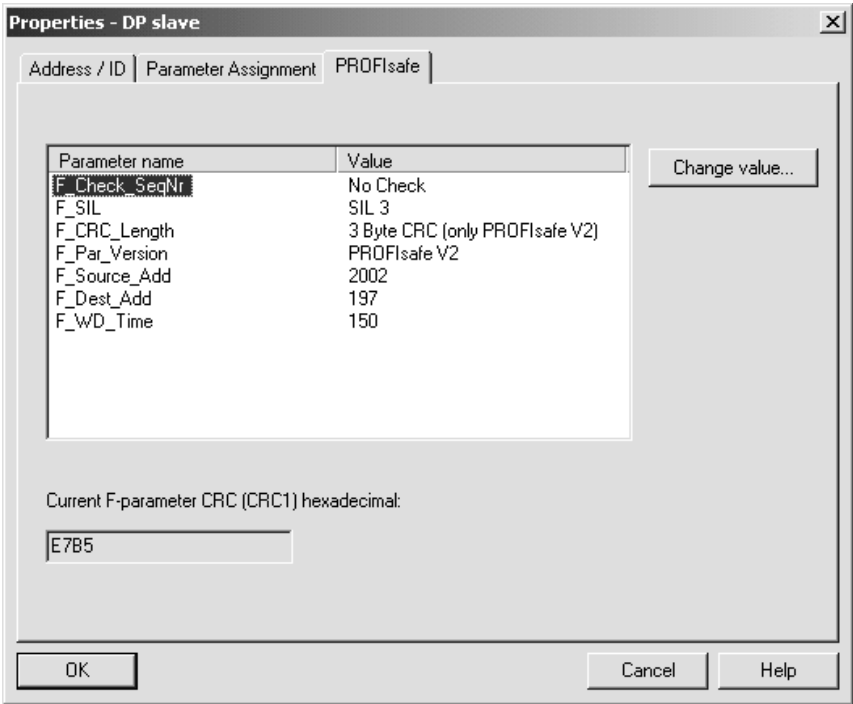 Properties - DP slave
Address / ID Parameter Assignment PROFIsafe
Parameter name Value
F_Check_SeqNr No Check
F_SIL SIL 3
F_CRC_Length 3 Byte CRC (only PROFIsafe V2)
F_Par_Version PROFIsafe V2
F_Source_Add 2002
F_Dest_Add 197
F_WD_Time 150
Change value...
Current F-parameter CRC (CRC1) hexadecimal:
E7B5
OK Cancel Help